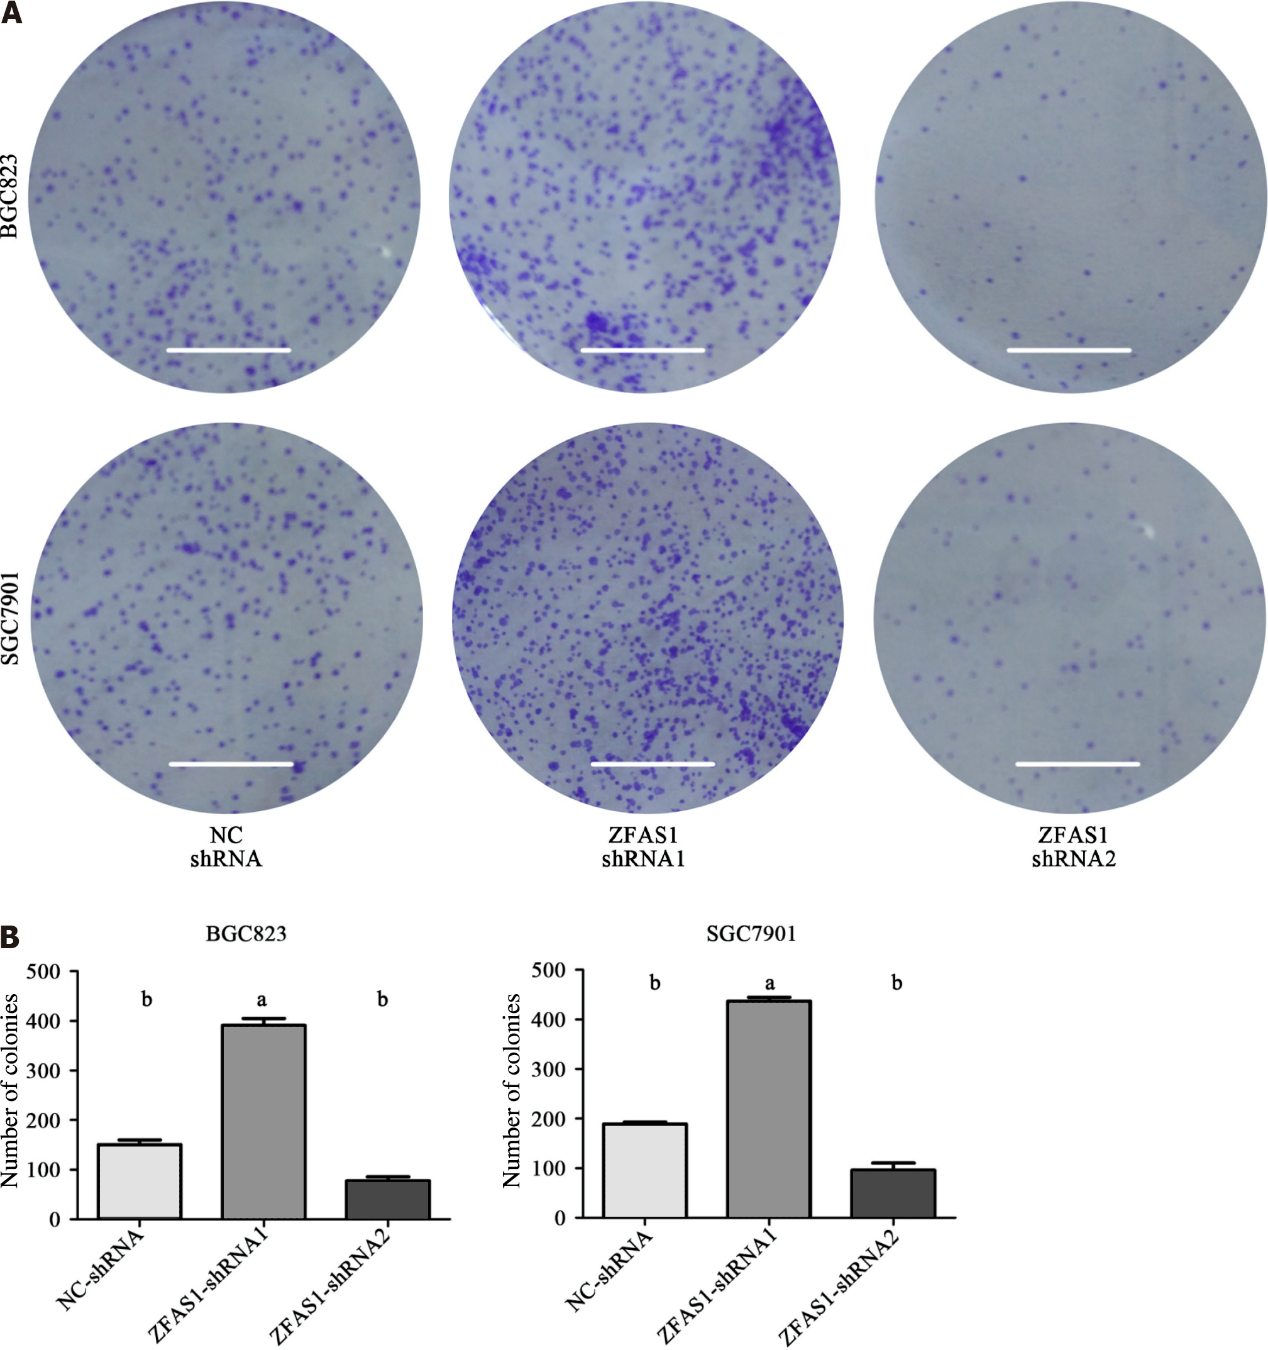 A
BGC823
SGC7901
NC
shRNA
ZFAS1
shRNA1
ZFAS1
shRNA2
B
BGC823
Number of colonies
500
400
300
200
100
0
b
a
b
NC-shRNA
ZFAS1-shRNA1
ZFAS1-shRNA2
SGC7901
Number of colonies
500
400
300
200
100
0
b
a
b
NC-shRNA
ZFAS1-shRNA1
ZFAS1-shRNA2